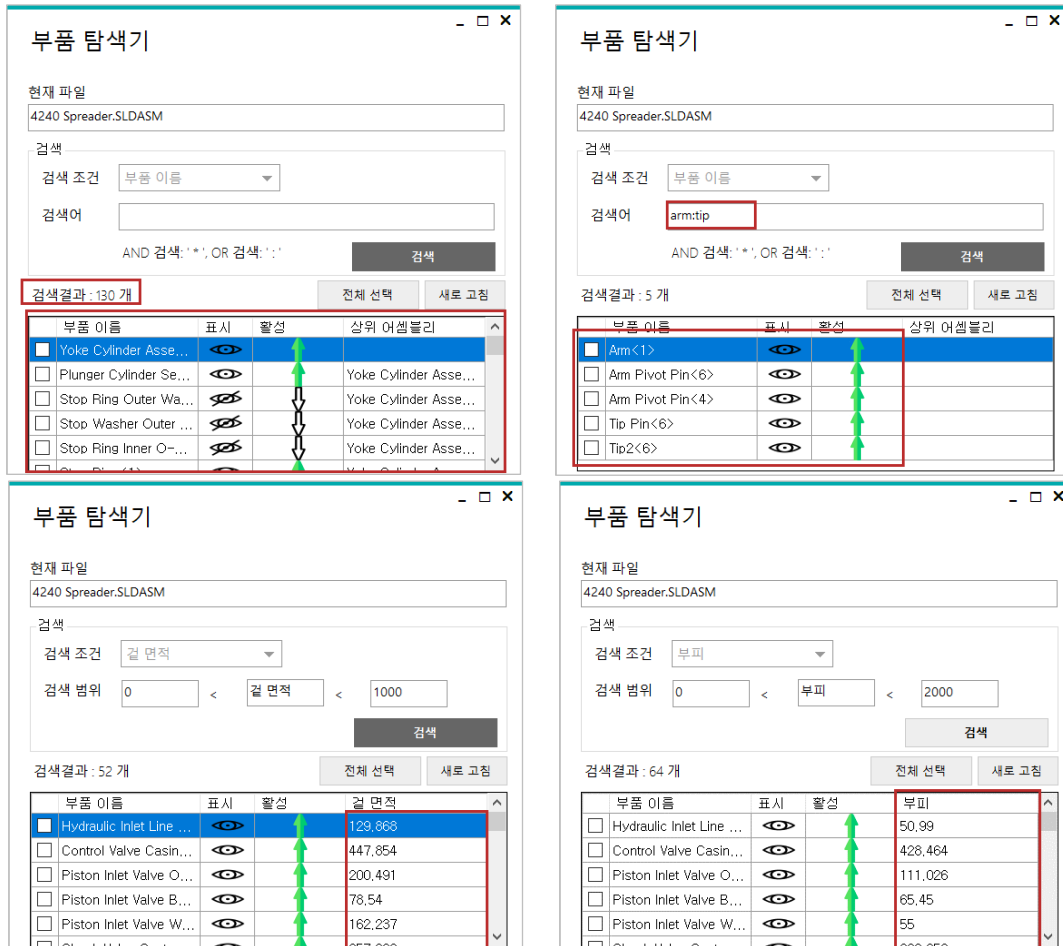 부품 탐색기
현재 파일
4240 Spreader.SLDASM
검색
검색 조건 부품 이름
검색어
AND 검색: ' * ', OR 검색: ' : ' 검색
검색결과 : 130 개 전체 선택 새로 고침
부품 이름 표시 활성 상위 어셈블리
Yoke Cylinder Asse...
Plunger Cylinder Se... Yoke Cylinder Asse...
Stop Ring Outer Wa... Yoke Cylinder Asse...
Stop Washer Outer ... Yoke Cylinder Asse...
Stop Ring Inner O-... Yoke Cylinder Asse...
부품 탐색기
현재 파일
4240 Spreader.SLDASM
검색
검색 조건 부품 이름
검색어 arm:tip
AND 검색: ' * ', OR 검색: ' : ' 검색
검색결과 : 5 개 전체 선택 새로 고침
부품 이름 표시 활성 상위 어셈블리
Arm<1>
Arm Pivot Pin<6>
Arm Pivot Pin<4>
Tip Pin<6>
Tip2<6>
부품 탐색기
현재 파일
4240 Spreader.SLDASM
검색
검색 조건 겉 면적
검색 범위 0 < 겉 면적 < 1000
검색
검색결과 : 52 개 전체 선택 새로 고침
부품 이름 표시 활성 겉 면적
Hydraulic Inlet Line ... 129,868
Control Valve Casin... 447,854
Piston Inlet Valve O... 200,491
Piston Inlet Valve B... 78,54
Piston Inlet Valve W... 162,237
부품 탐색기
현재 파일
4240 Spreader.SLDASM
검색
검색 조건 부피
검색 범위 0 < 부피 < 2000
검색
검색결과 : 64 개 전체 선택 새로 고침
부품 이름 표시 활성 부피
Hydraulic Inlet Line ... 50,99
Control Valve Casin... 428,464
Piston Inlet Valve O... 111,026
Piston Inlet Valve B... 65,45
Piston Inlet Valve W... 55